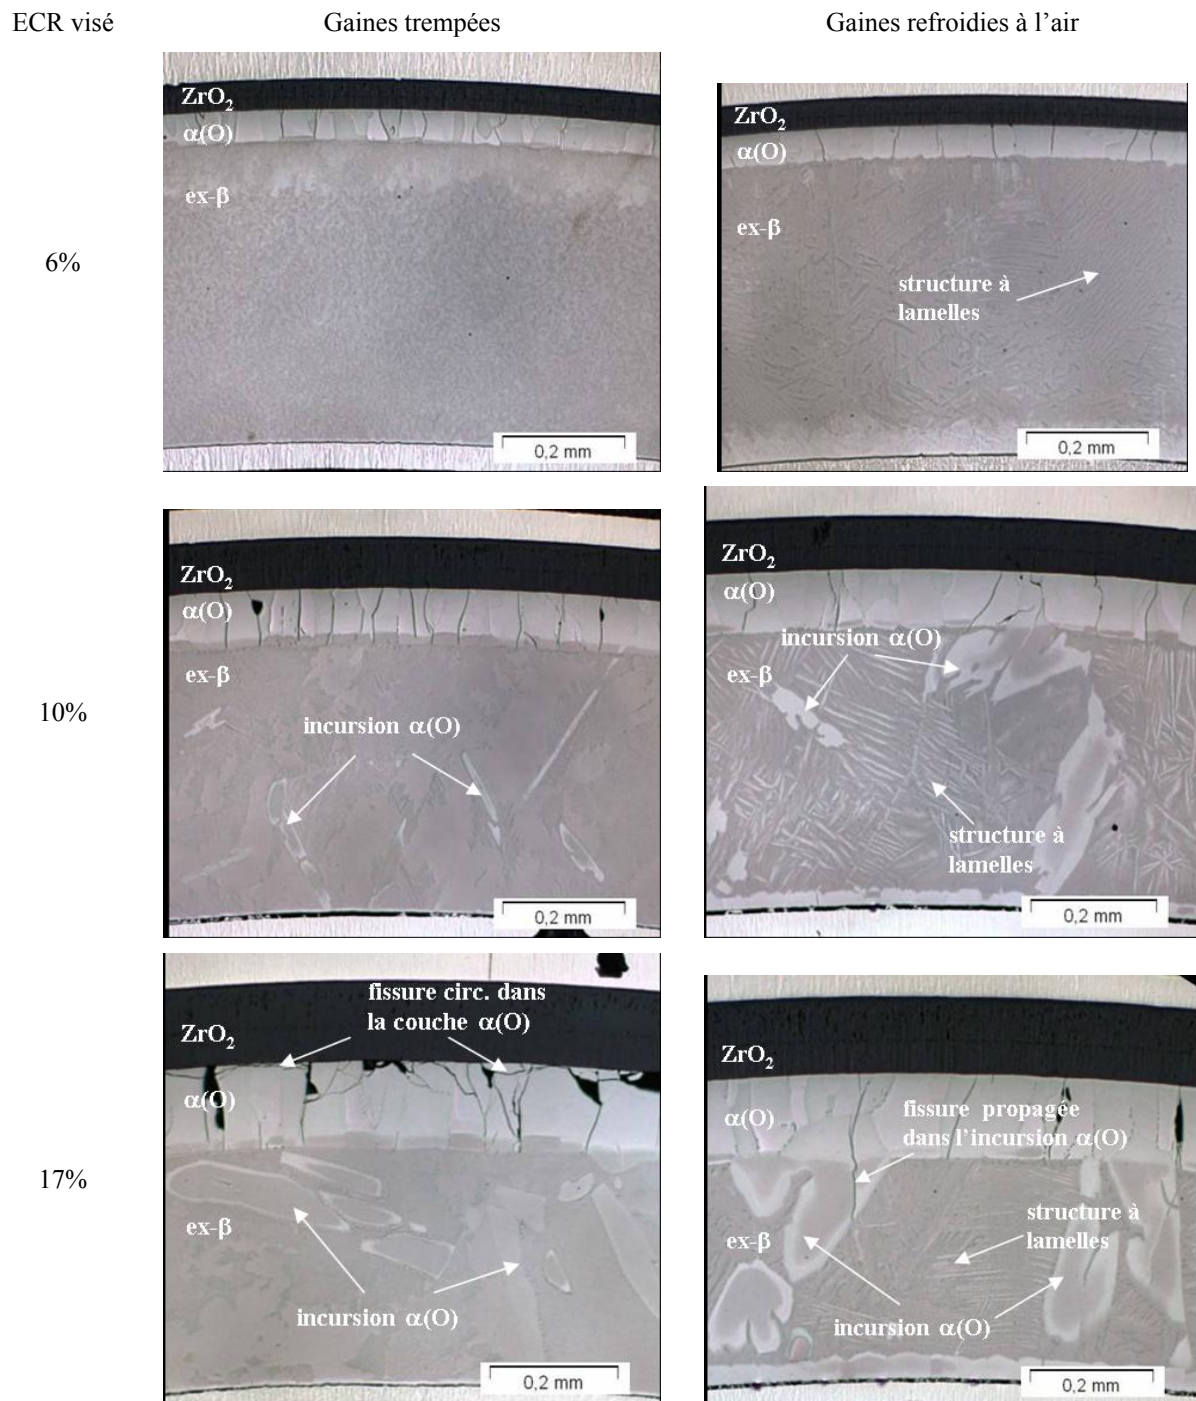 ECR visé
Gaines trempées
Gaines refroidies à l’air
6%
ZrO₂
α(O)
ex-β
0,2 mm
ZrO₂
α(O)
ex-β
structure à
lamelles
0,2 mm
10%
ZrO₂
α(O)
ex-β
incursion α(O)
0,2 mm
ZrO₂
α(O)
incursion α(O)
ex-β
structure à
lamelles
0,2 mm
17%
fissure circ. dans
la couche α(O)
ZrO₂
α(O)
ex-β
incursion α(O)
0,2 mm
ZrO₂
α(O)
fissure propagée
dans l’incursion α(O)
structure à
lamelles
ex-β
incursion α(O)
0,2 mm